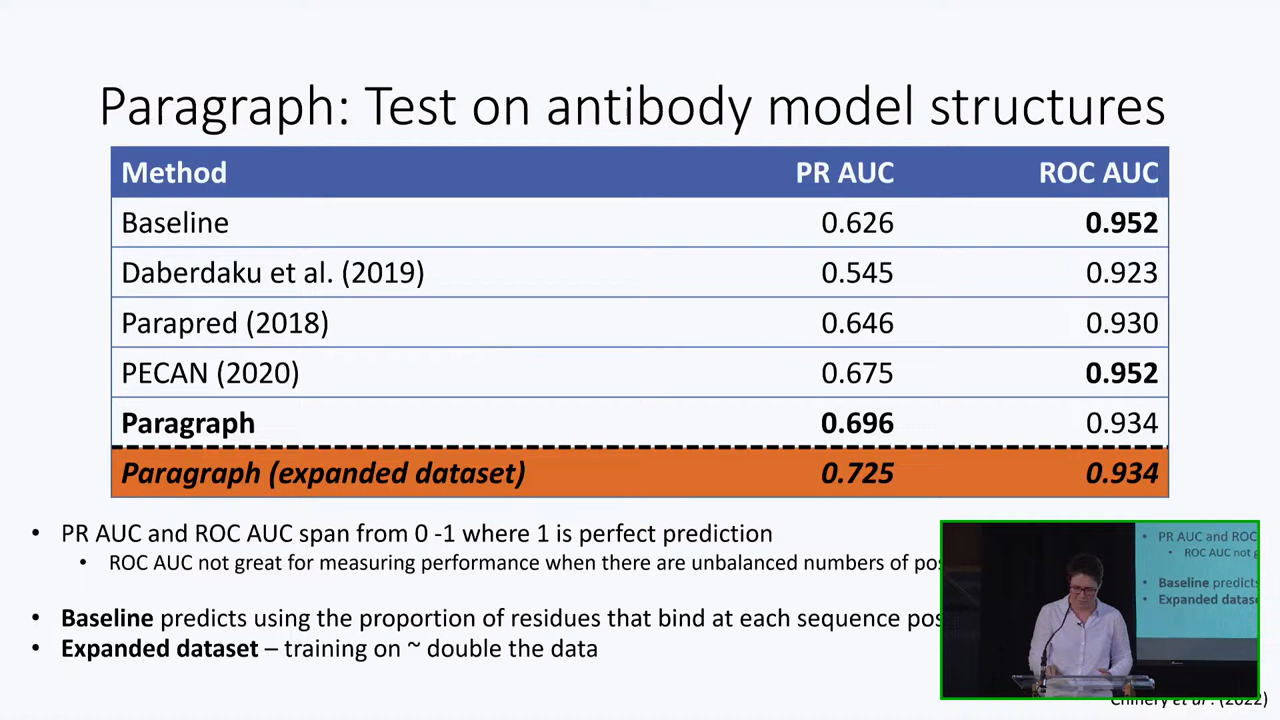 Paragraph: Test on antibody model structures
Method PR AUC ROC AUC
Baseline 0.626 0.952
Daberdaku et al. (2019) 0.545 0.923
Parapred (2018) 0.646 0.930
PECAN (2020) 0.675 0.952
Paragraph 0.696 0.934
Paragraph (expanded dataset) 0.725 0.934
• PR AUC and ROC AUC span from 0 -1 where 1 is perfect prediction
• ROC AUC not great for measuring performance when there are unbalanced numbers of
• Baseline predicts using the proportion of residues that bind at each sequence
• Expanded dataset – training on ~ double the data
• PR AUC and ROC
• ROC AUC not
Baseline predicts
Expanded
Chinery et al. (2022)